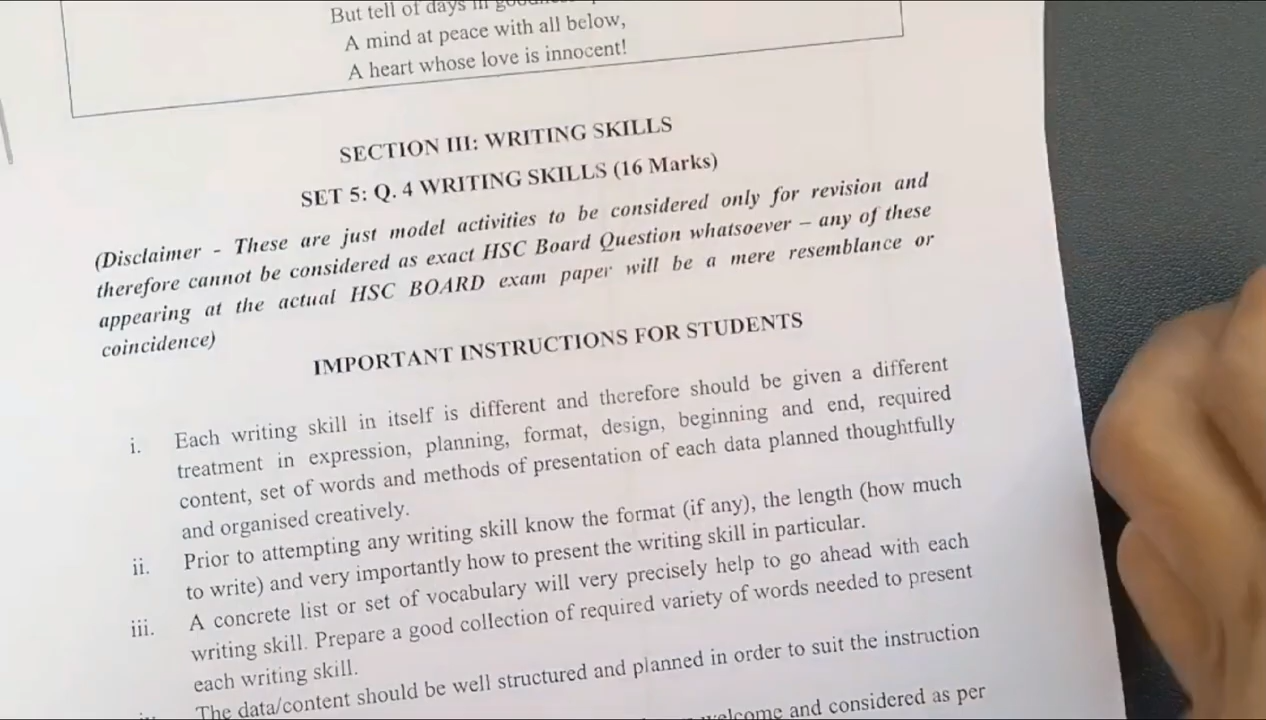 But tell of days in
A mind at peace with all below,
A heart whose love is innocent!
SECTION III: WRITING SKILLS
SET 5: Q. 4 WRITING SKILLS (16 Marks)
(Disclaimer - These are just model activities to be considered only for revision and
therefore cannot be considered as exact HSC Board Question whatsoever – any of these
appearing at the actual HSC BOARD exam paper will be a mere resemblance or
coincidence)
IMPORTANT INSTRUCTIONS FOR STUDENTS
i. Each writing skill in itself is different and therefore should be given a different
treatment in expression, planning, format, design, beginning and end, required
content, set of words and methods of presentation of each data planned thoughtfully
and organised creatively.
ii. Prior to attempting any writing skill know the format (if any), the length (how much
to write) and very importantly how to present the writing skill in particular.
iii. A concrete list or set of vocabulary will very precisely help to go ahead with each
writing skill. Prepare a good collection of required variety of words needed to present
each writing skill.
The data/content should be well structured and planned in order to suit the instruction
welcome and considered as per